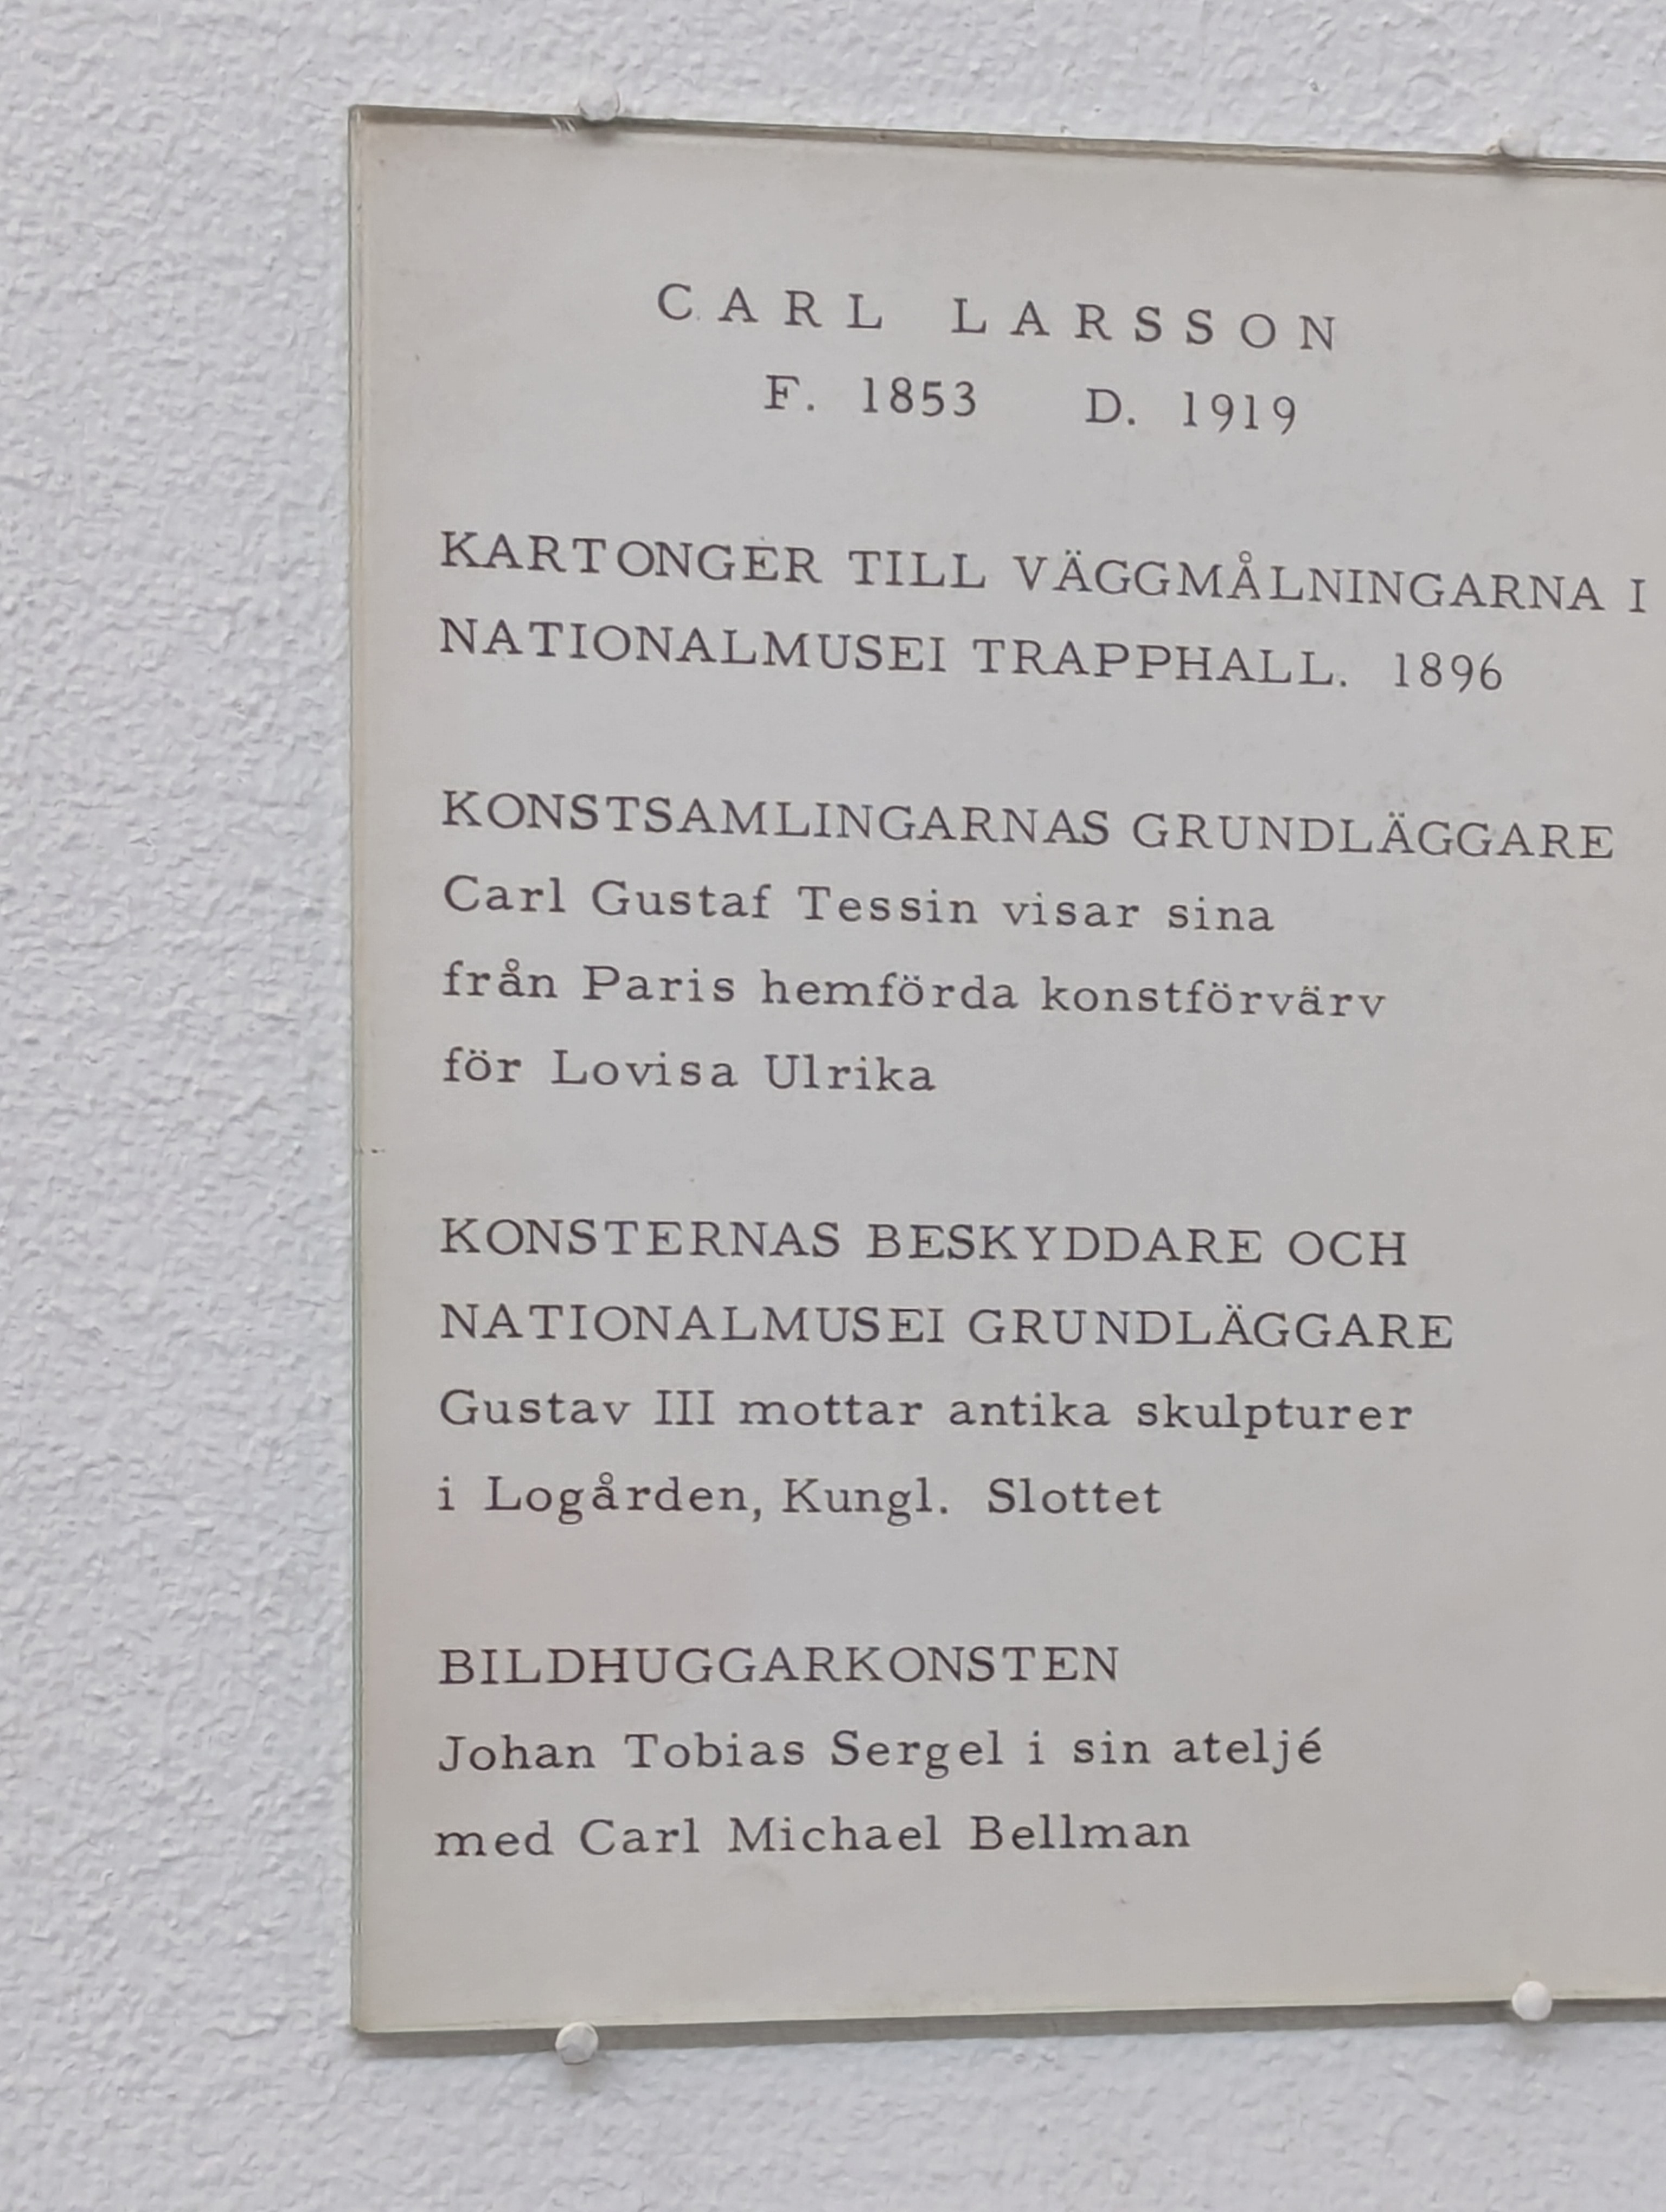 CARL LARSSON
F. 1853 D. 1919
KARTONGER TILL VÄGGMÅLNINGARNA I
NATIONALMUSEI TRAPPHALL. 1896
KONSTSAMLINGARNAS GRUNDLÄGGARE
Carl Gustaf Tessin visar sina
från Paris hemförda konstförvärv
för Lovisa Ulrika
KONSTERNAS BESKYDDARE OCH
NATIONALMUSEI GRUNDLÄGGARE
Gustav III mottar antika skulpturer
i Logården, Kungl. Slottet
BILDHUGGARKONSTEN
Johan Tobias Sergel i sin ateljé
med Carl Michael Bellman